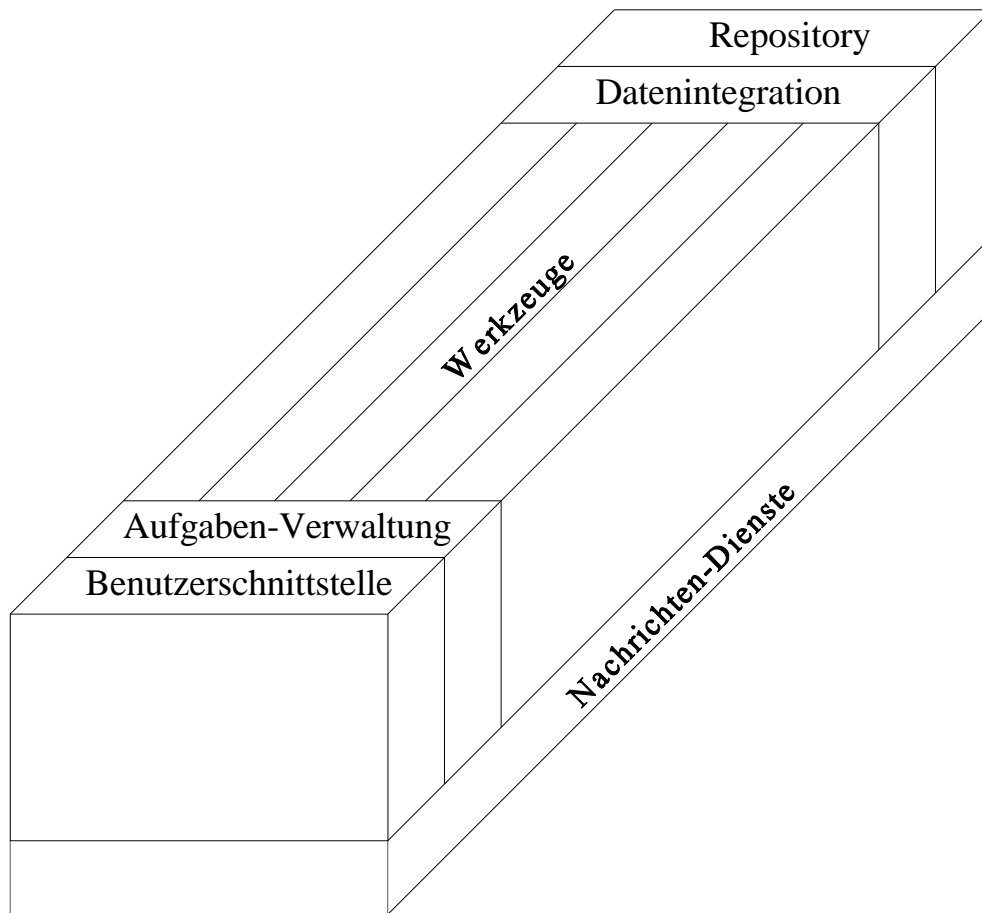 Repository
Datenintegration
Werkzeuge
Aufgaben-Verwaltung
Benutzerschnittstelle
Nachrichten-Dienste